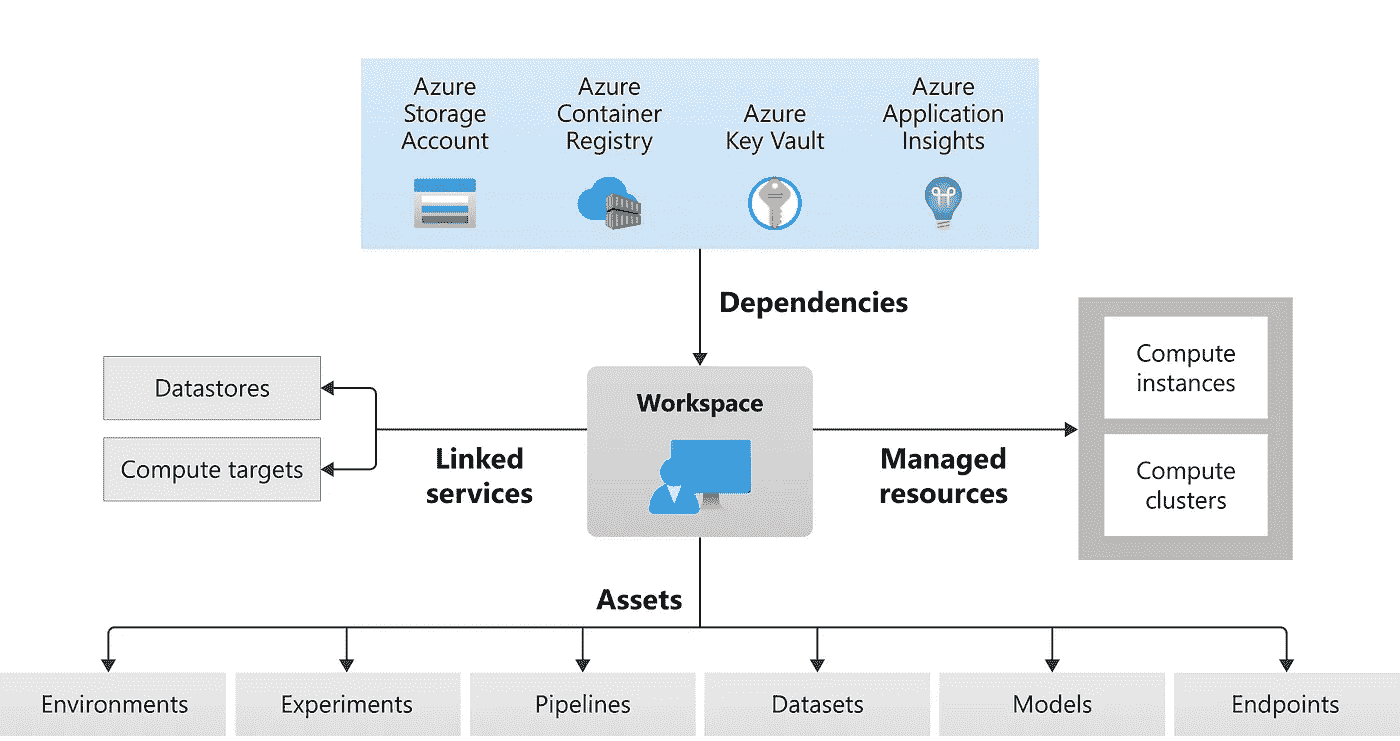 Azure
Storage
Account
Azure
Container
Registry
Azure
Key Vault
Azure
Application
Insights
Dependencies
Datastores
Compute targets
Linked
services
Workspace
Managed
resources
Compute
instances
Compute
clusters
Assets
Environments
Experiments
Pipelines
Datasets
Models
Endpoints